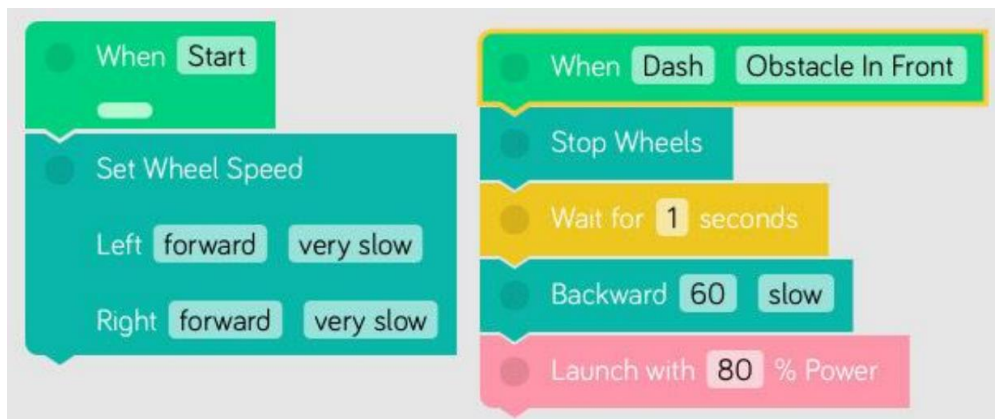 When Start
Set Wheel Speed
Left forward very slow
Right forward very slow
When Dash Obstacle In Front
Stop Wheels
Wait for 1 seconds
Backward 60 slow
Launch with 80 % Power